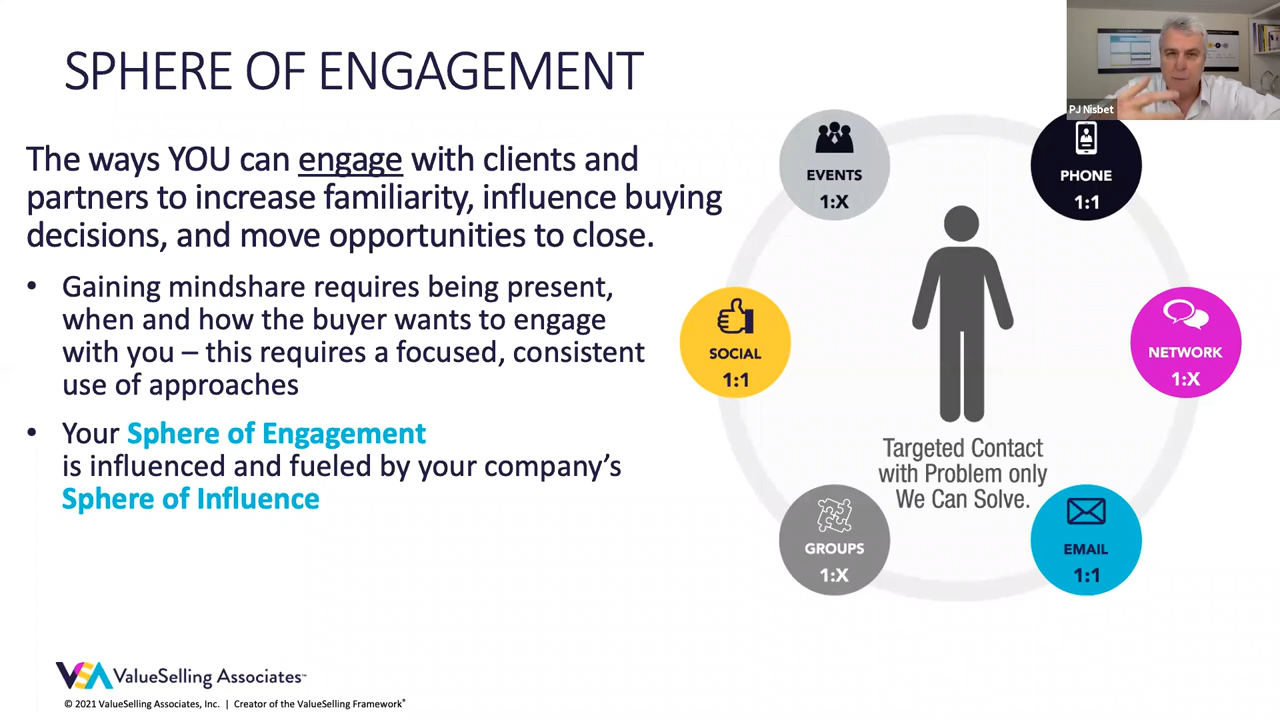 SPHERE OF ENGAGEMENT
PJ Nisbet
The ways YOU can engage with clients and
partners to increase familiarity, influence buying
decisions, and move opportunities to close.
• Gaining mindshare requires being present,
when and how the buyer wants to engage
with you – this requires a focused, consistent
use of approaches
• Your Sphere of Engagement
is influenced and fueled by your company's
Sphere of Influence
EVENTS
1:X
PHONE
1:1
SOCIAL
1:1
NETWORK
1:X
Targeted Contact
with Problem only
We Can Solve.
GROUPS
1:X
EMAIL
1:1
VSA ValueSelling Associates™
© 2021 ValueSelling Associates, Inc. | Creator of the ValueSelling Framework®